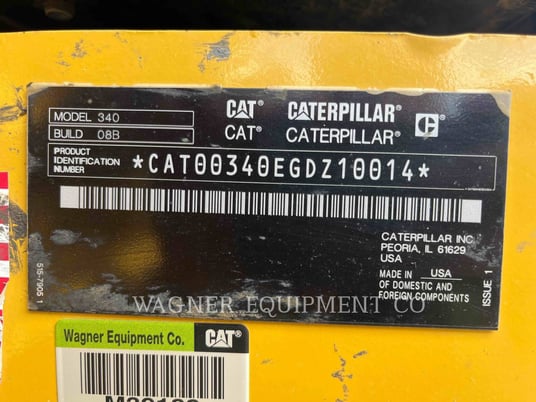 MODEL 340
BUILD 08B
CAT CATERPILLAR
CAT® CATERPILLAR® C
PRODUCT IDENTIFICATION NUMBER
*CAT00340EGDZ10014*
CATERPILLAR INC.
PEORIA, IL 61629
USA
MADE IN USA
OF DOMESTIC AND
FOREIGN COMPONENTS
ISSUE 1
WAGNER EQUIPMENT CO
Wagner Equipment Co. CAT